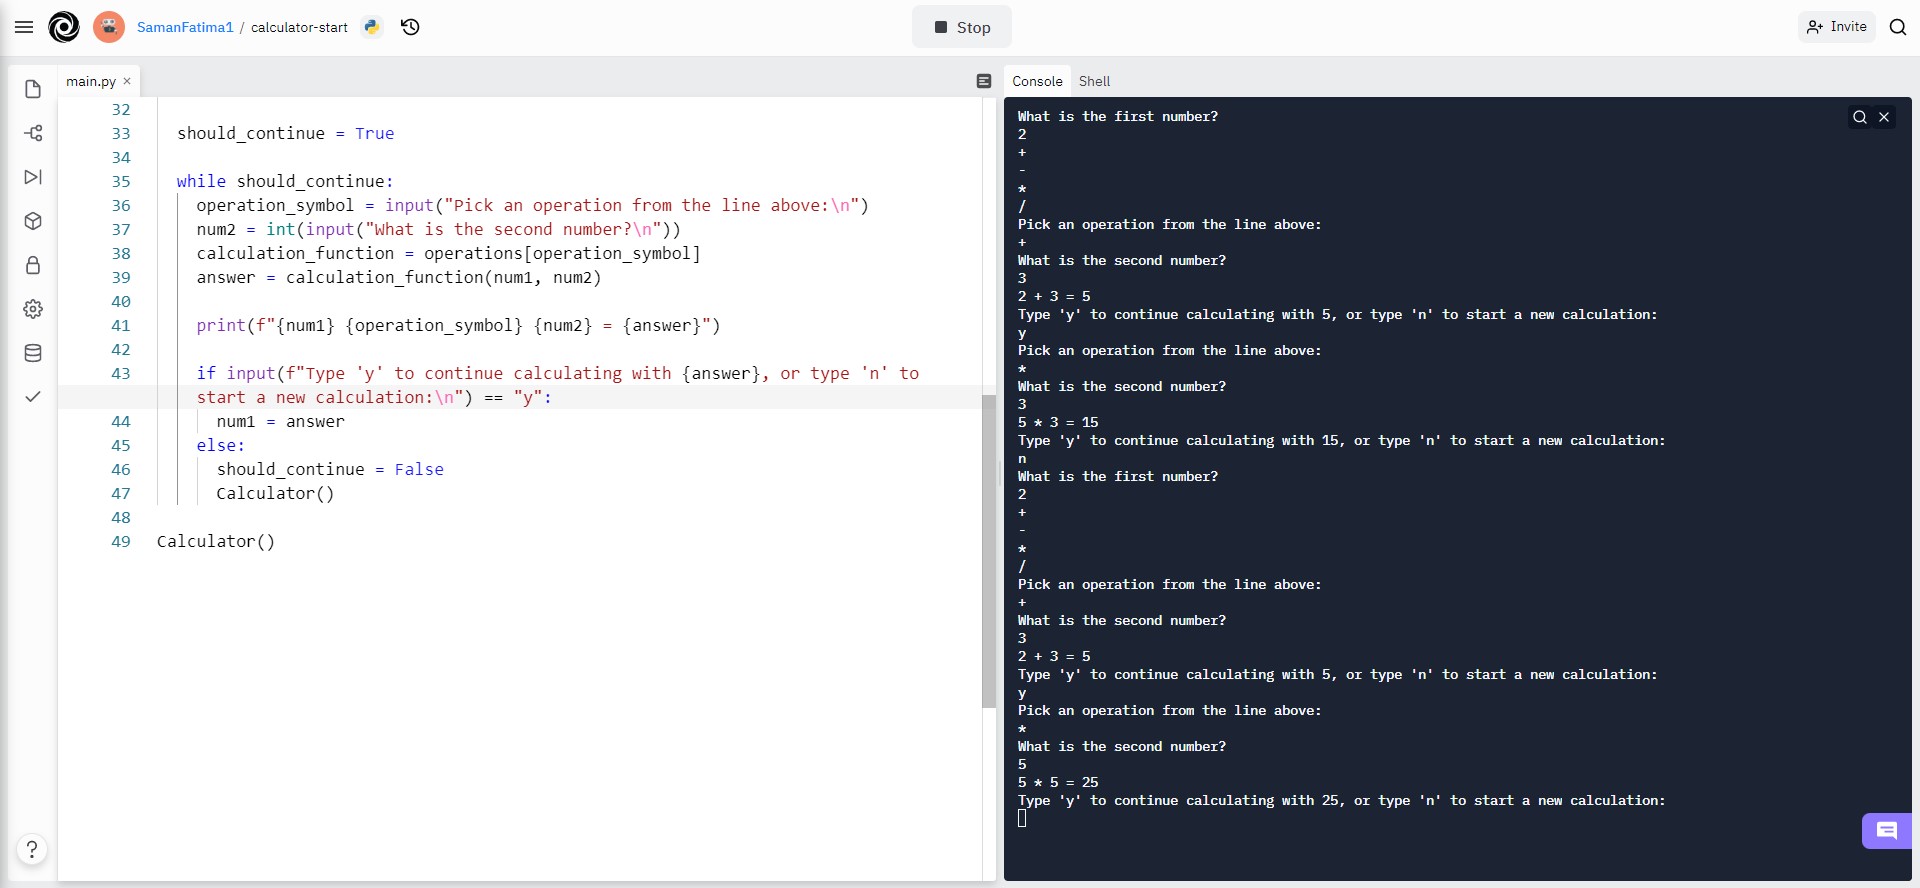 SamanFatima1 / calculator-start
Stop
Invite
main.py ×
32
33 should_continue = True
34
35 while should_continue:
36 operation_symbol = input("Pick an operation from the line above:\n")
37 num2 = int(input("What is the second number?\n"))
38 calculation_function = operations[operation_symbol]
39 answer = calculation_function(num1, num2)
40
41 print(f"{num1} {operation_symbol} {num2} = {answer}")
42
43 if input(f"Type 'y' to continue calculating with {answer}, or type 'n' to
start a new calculation:\n") == "y":
44 num1 = answer
45 else:
46 should_continue = False
47 Calculator()
48
49 Calculator()
?
Console Shell
What is the first number?
2
+
-
*
/
Pick an operation from the line above:
+
What is the second number?
3
2 + 3 = 5
Type 'y' to continue calculating with 5, or type 'n' to start a new calculation:
y
Pick an operation from the line above:
*
What is the second number?
3
5 * 3 = 15
Type 'y' to continue calculating with 15, or type 'n' to start a new calculation:
n
What is the first number?
2
+
-
*
/
Pick an operation from the line above:
+
What is the second number?
3
2 + 3 = 5
Type 'y' to continue calculating with 5, or type 'n' to start a new calculation:
y
Pick an operation from the line above:
*
What is the second number?
5
5 * 5 = 25
Type 'y' to continue calculating with 25, or type 'n' to start a new calculation: